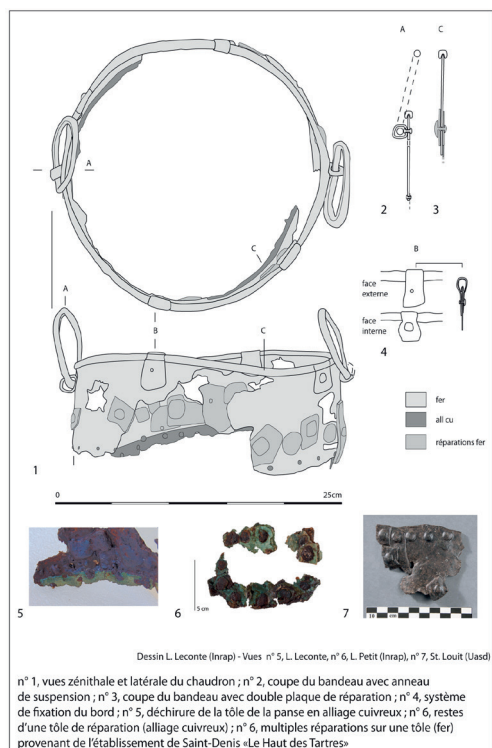 A
C
A
2
3
C
B
A
B
C
face
externe
face
interne
4
fer
all cu
réparations fer
1
0
25cm
5
5 cm
6
7
Dessin L. Leconte (Inrap) - Vues n° 5, L. Leconte, n° 6, L. Petit (Inrap), n° 7, St. Louit (Uasd)
n° 1, vues zénithale et latérale du chaudron ; n° 2, coupe du bandeau avec anneau
de suspension ; n° 3, coupe du bandeau avec double plaque de réparation ; n° 4, système
de fixation du bord ; n° 5, déchirure de la tôle de la panse en alliage cuivreux ; n° 6, restes
d'une tôle de réparation (alliage cuivreux) ; n° 6, multiples réparations sur une tôle (fer)
provenant de l'établissement de Saint-Denis «Le Haut des Tartres»